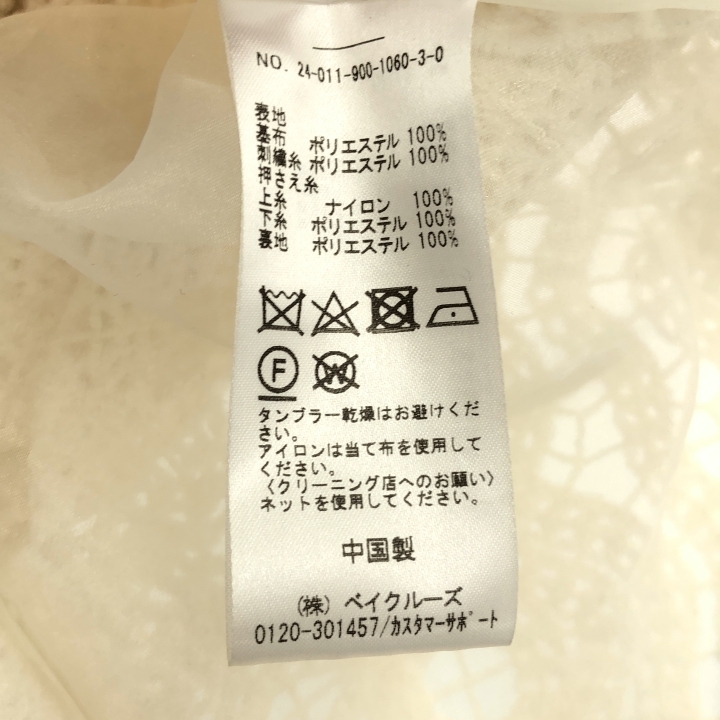 NO. 24-011-900-1060-3-0
表地
基布 ポリエステル 100%
刺繍糸 ポリエステル 100%
押さえ糸
上糸 ナイロン 100%
下糸 ポリエステル 100%
裏地 ポリエステル 100%
F W
タンブラー乾燥はお避けくだ
さい。
アイロンは当て布を使用して
ください。
〈クリーニング店へのお願い〉
ネットを使用してください。
中国製
(株) ベイクルーズ
0120-301457/カスタマーサポート